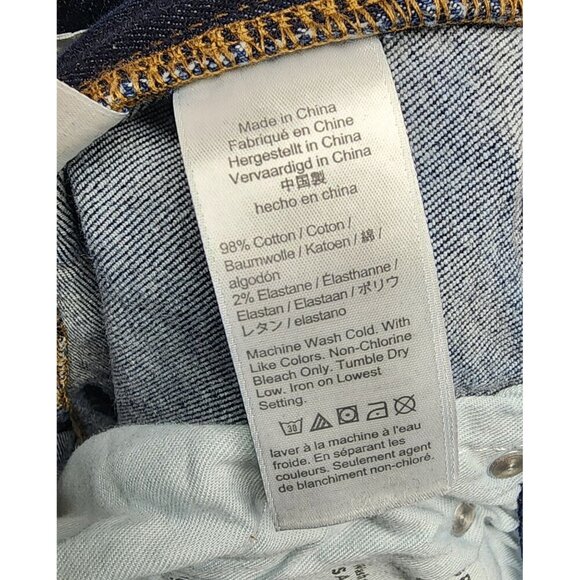 Made in China
Fabriqué en Chine
Hergestellt in China
Vervaardigd in China
中国製
hecho en china
98% Cotton / Coton /
Baumwolle / Katoen / 綿 /
algodón
2% Elastane / Élasthanne /
Elastan / Elastaan / ポリウ
レタン / elastano
Machine Wash Cold. With
Like Colors. Non-Chlorine
Bleach Only. Tumble Dry
Low. Iron on Lowest
Setting.
30
laver à la machine à l'eau
froide. En séparant les
couleurs. Seulement agent
de blanchiment non-chloré.